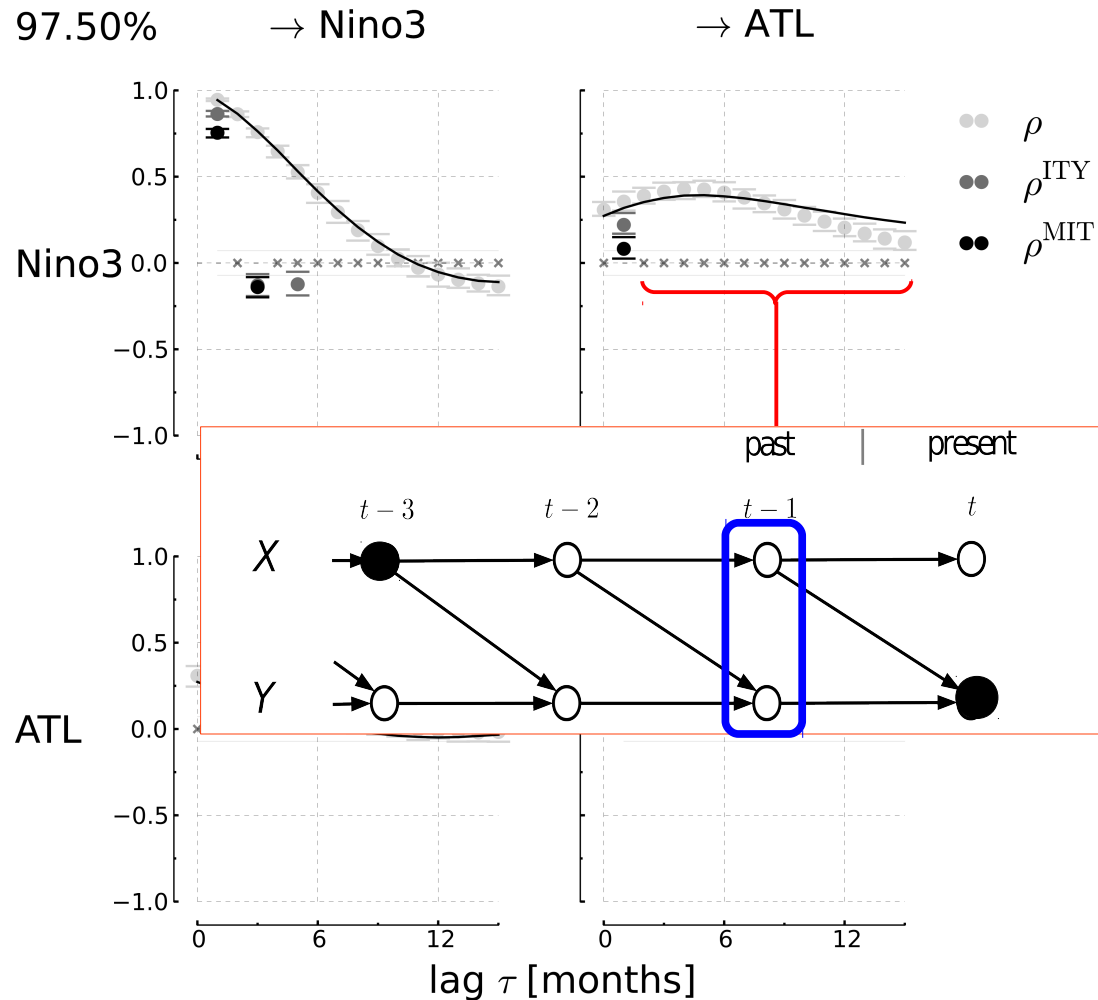 97.50% → Nino3 → ATL
1.0
0.5
0.0
−0.5
−1.0
Nino3
ρ
ρ^ITY
ρ^MIT
past | present
t − 3 t − 2 t − 1 t
X
Y
1.0
0.5
0.0
−0.5
−1.0
ATL
0 6 12 0 6 12
lag τ [months]